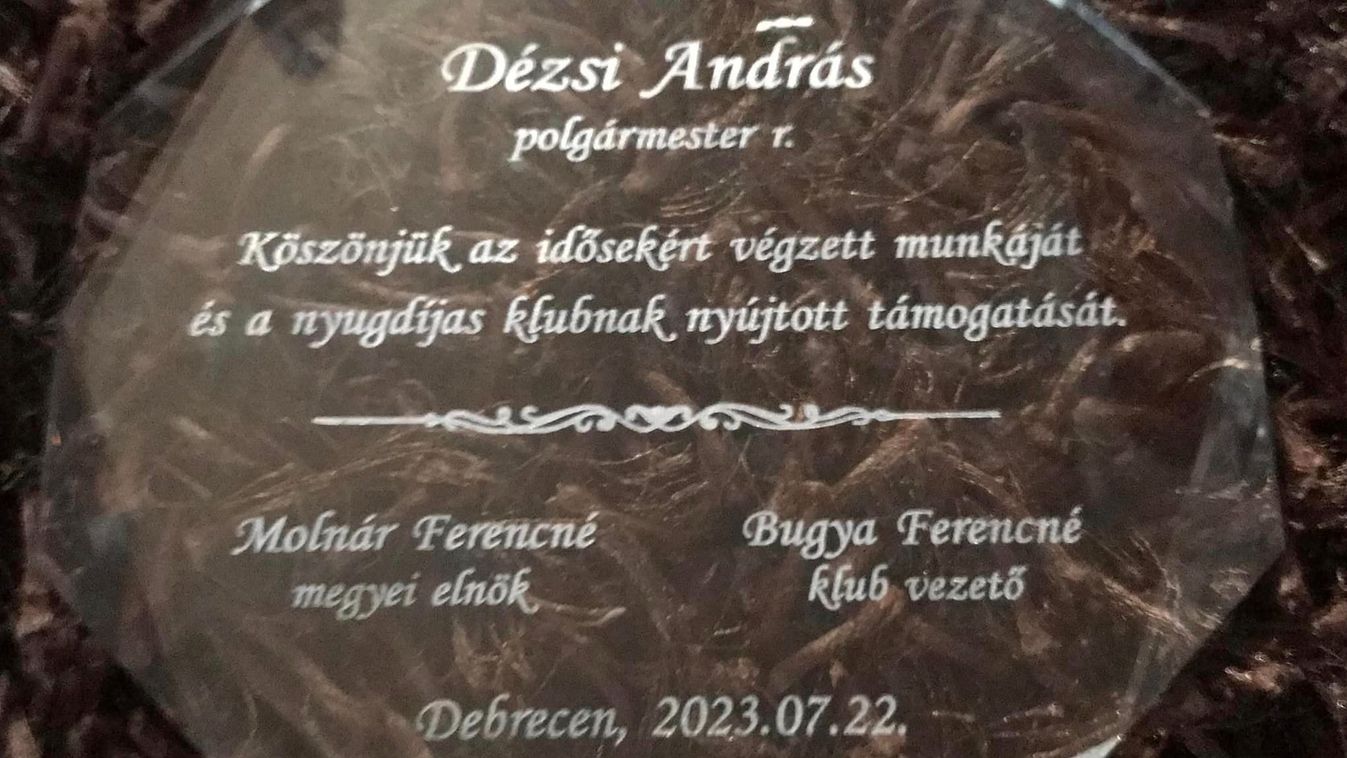 Dézsi András
polgármester r.
Köszönjük az idősekért végzett munkáját
és a nyugdíjas klubnak nyújtott támogatását.
Molnár Ferencné
megyei elnök
Bugya Ferencné
klub vezető
Debrecen, 2023.07.22.